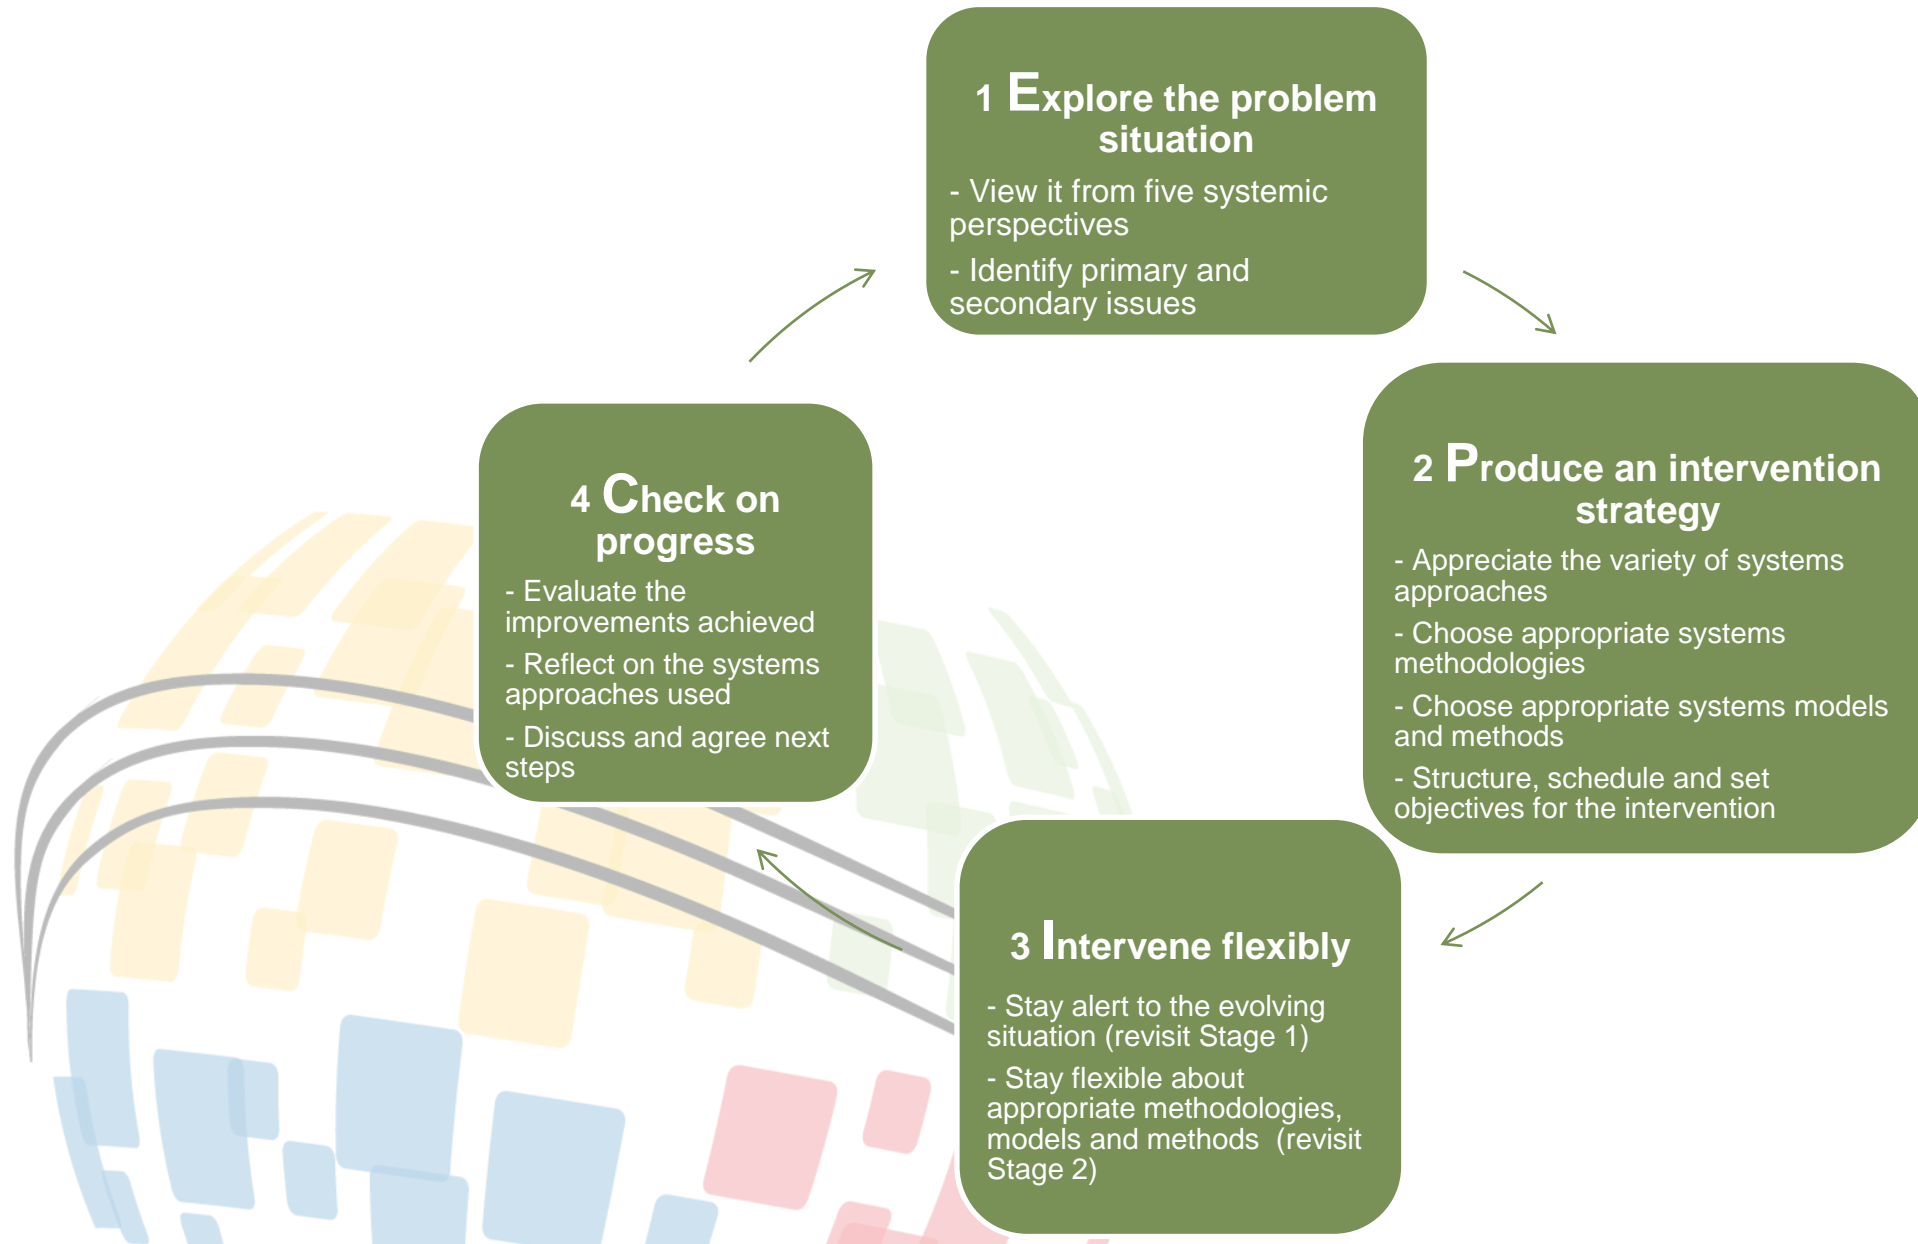 1 Explore the problem
situation
- View it from five systemic
perspectives
- Identify primary and
secondary issues
2 Produce an intervention
strategy
- Appreciate the variety of systems
approaches
- Choose appropriate systems
methodologies
- Choose appropriate systems models
and methods
- Structure, schedule and set
objectives for the intervention
3 Intervene flexibly
- Stay alert to the evolving
situation (revisit Stage 1)
- Stay flexible about
appropriate methodologies,
models and methods  (revisit
Stage 2)
4 Check on
progress
- Evaluate the
improvements achieved
- Reflect on the systems
approaches used
- Discuss and agree next
steps